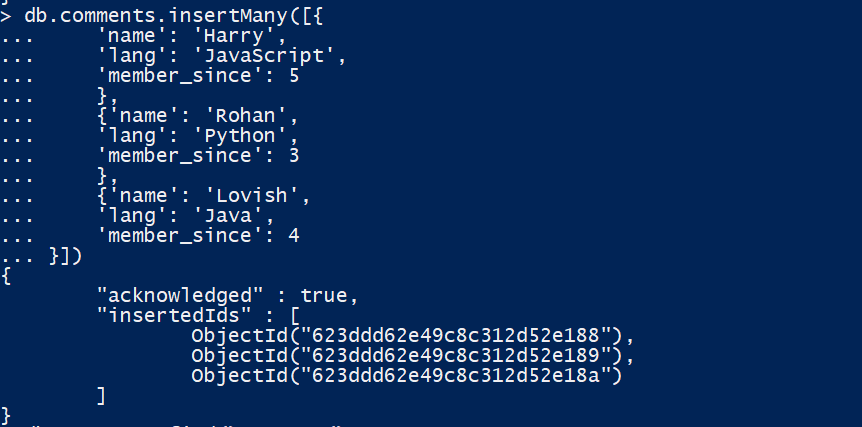 > db.comments.insertMany([{
...     'name': 'Harry',
...     'lang': 'JavaScript',
...     'member_since': 5
...     },
...     {'name': 'Rohan',
...     'lang': 'Python',
...     'member_since': 3
...     },
...     {'name': 'Lovish',
...     'lang': 'Java',
...     'member_since': 4
... }])
{
        "acknowledged" : true,
        "insertedIds" : [
                ObjectId("623ddd62e49c8c312d52e188"),
                ObjectId("623ddd62e49c8c312d52e189"),
                ObjectId("623ddd62e49c8c312d52e18a")
        ]
}